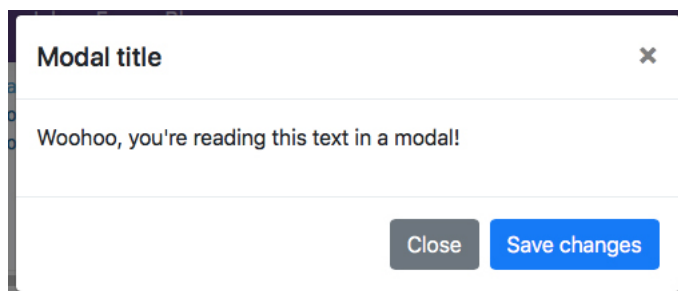 Modal title
×
Woohoo, you're reading this text in a modal!
Close
Save changes